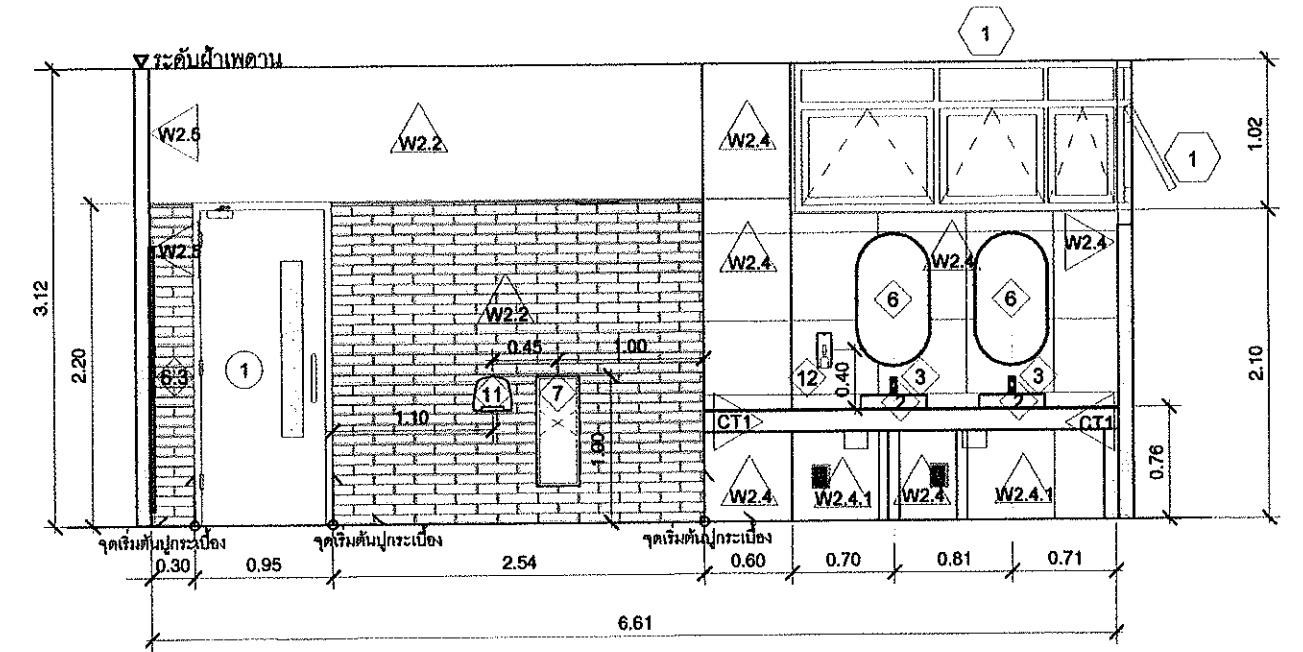 1
ระดับฝ้าเพดาน
W2.5
W2.2
W2.4
1.02
1
W2.5
W2.4
W2.4
W2.4
3.12
2.20
W2.2
6
6
6.3
1
0.45
1.00
2.10
11
7
12
0.40
3
3
1.10
2
2
CT1
CT1
1.00
0.76
W2.4
W2.4.1
W2.4
W2.4.1
จุดเริ่มต้นปูกระเบื้อง
จุดเริ่มต้นปูกระเบื้อง
จุดเริ่มต้นปูกระเบื้อง
0.30
0.95
2.54
0.60
0.70
0.81
0.71
6.61